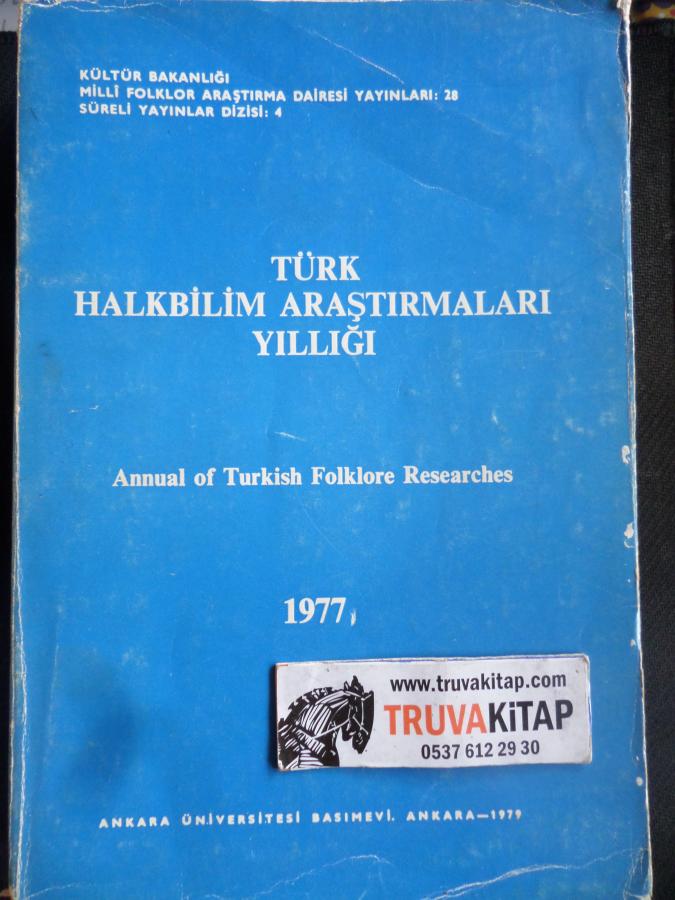 KÜLTÜR BAKANLIĞI
MİLLÎ FOLKLOR ARAŞTIRMA DAİRESİ YAYINLARI: 28
SÜRELİ YAYINLAR DİZİSİ: 4
TÜRK
HALKBİLİM ARAŞTIRMALARI
YILLIĞI
Annual of Turkish Folklore Researches
1977
www.truvakitap.com
TRUVAKİTAP
0537 612 29 30
ANKARA ÜNİVERSİTESİ BASIMEVİ. ANKARA—1979